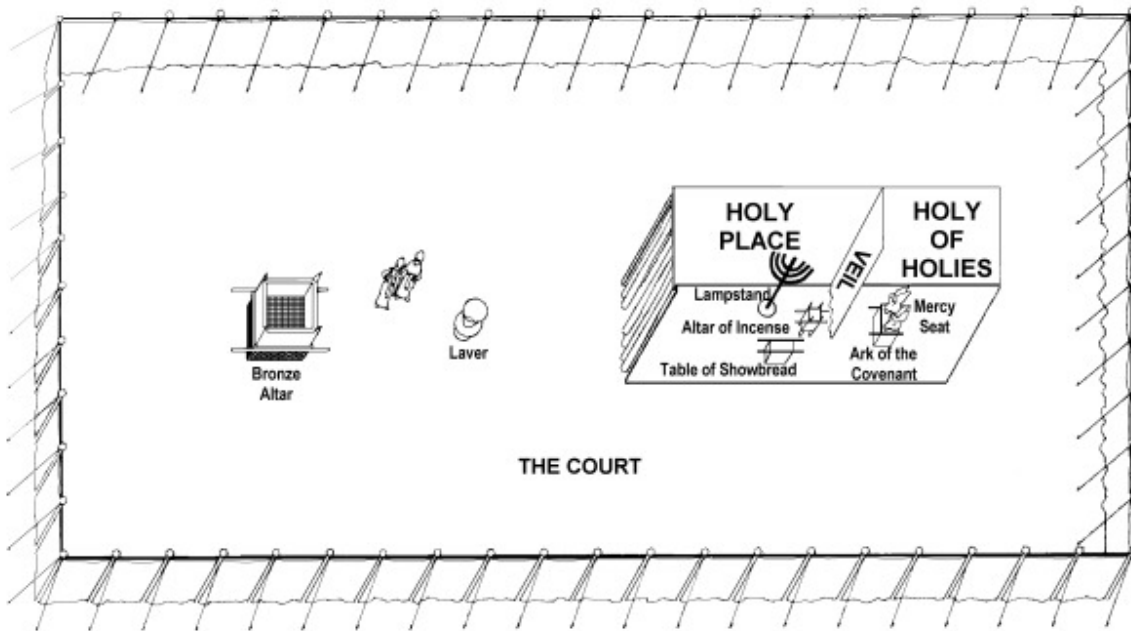 HOLY
PLACE
HOLY
OF
HOLIES
VEIL
Lampstand
Mercy
Seat
Altar of Incense
Laver
Ark of the
Covenant
Table of Showbread
Bronze
Altar
THE COURT